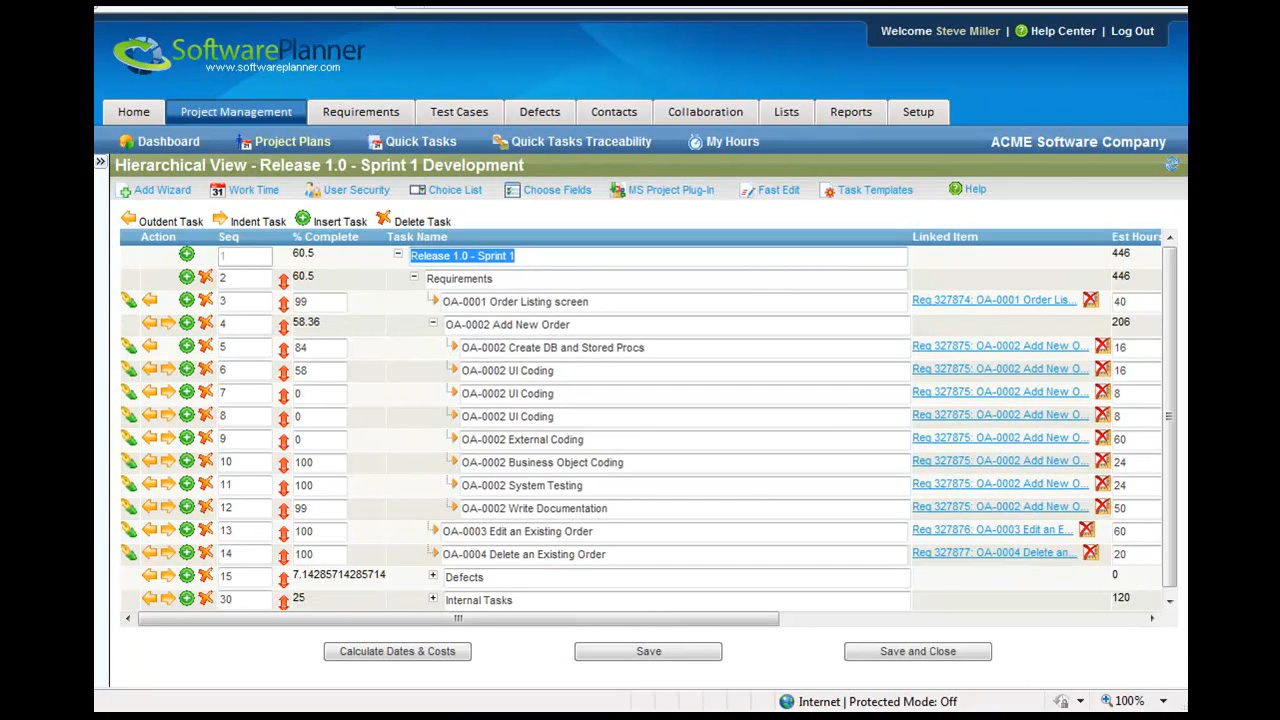 Welcome Steve Miller | Help Center | Log Out
SoftwarePlanner
www.softwareplanner.com
Home Project Management Requirements Test Cases Defects Contacts Collaboration Lists Reports Setup
Dashboard Project Plans Quick Tasks Quick Tasks Traceability My Hours ACME Software Company
Hierarchical View - Release 1.0 - Sprint 1 Development
Add Wizard 31 Work Time User Security Choice List Choose Fields MS Project Plug-In Fast Edit Task Templates Help
Outdent Task Indent Task Insert Task Delete Task
Action Seq % Complete Task Name Linked Item Est Hours
1 60.5 Release 1.0 - Sprint 1 446
2 60.5 Requirements 446
3 99 OA-0001 Order Listing screen Req 327874: OA-0001 Order Lis... 40
4 58.36 OA-0002 Add New Order 206
5 84 OA-0002 Create DB and Stored Procs Req 327875: OA-0002 Add New O... 16
6 58 OA-0002 UI Coding Req 327875: OA-0002 Add New O... 16
7 0 OA-0002 UI Coding Req 327875: OA-0002 Add New O... 8
8 0 OA-0002 UI Coding Req 327875: OA-0002 Add New O... 8
9 0 OA-0002 External Coding Req 327875: OA-0002 Add New O... 60
10 100 OA-0002 Business Object Coding Req 327875: OA-0002 Add New O... 24
11 100 OA-0002 System Testing Req 327875: OA-0002 Add New O... 24
12 99 OA-0002 Write Documentation Req 327875: OA-0002 Add New O... 50
13 100 OA-0003 Edit an Existing Order Req 327876: OA-0003 Edit an E... 60
14 100 OA-0004 Delete an Existing Order Req 327877: OA-0004 Delete an... 20
15 7.14285714285714 Defects 0
30 25 Internal Tasks 120
Calculate Dates & Costs Save Save and Close
Internet | Protected Mode: Off 100%